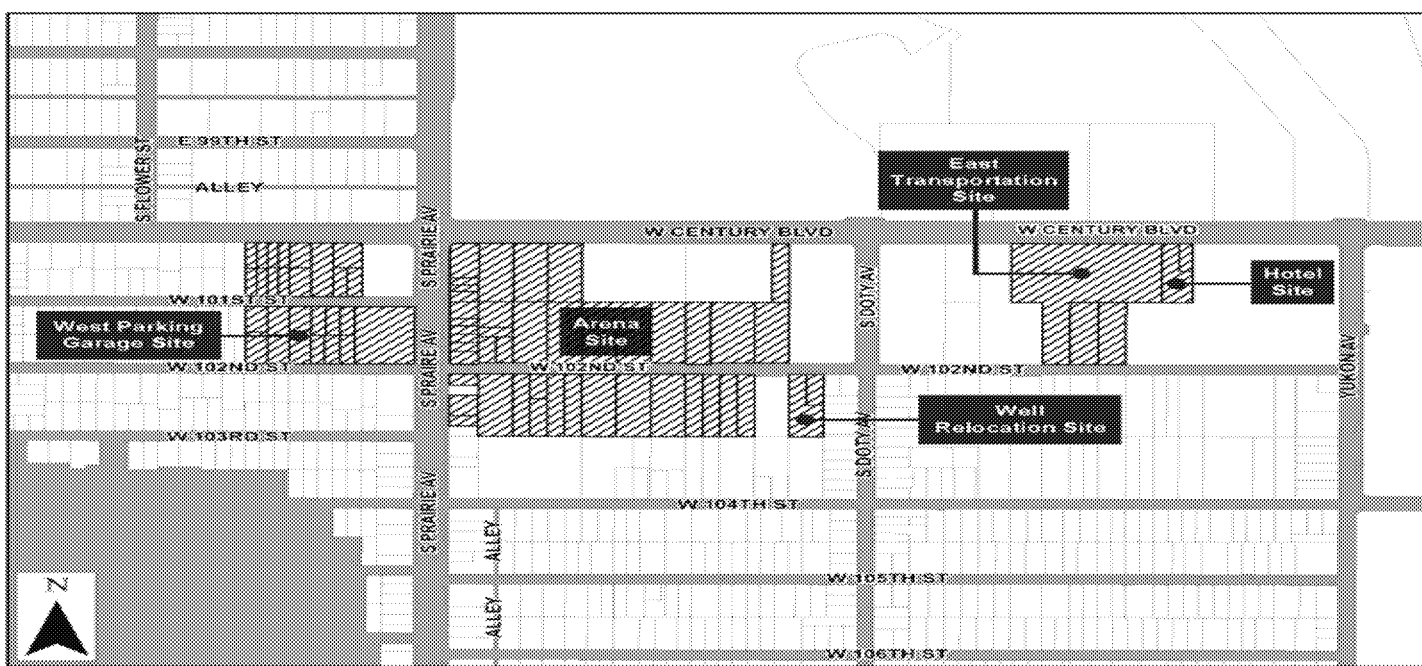 E 99TH ST
S FLOWER ST
ALLEY
S PRAIRIE AV
East
Transportation
Site
W CENTURY BLVD
W CENTURY BLVD
Hotel
Site
S DOTY AV
W 101ST ST
West Parking
Garage Site
Arena
Site
S PRAIRIE AV
W 102ND ST
W 102ND ST
W 102ND ST
YUKON AV
Well
Relocation Site
W 103RD ST
S DOTY AV
S PRAIRIE AV
W 104TH ST
ALLEY
W 105TH ST
ALLEY
W 106TH ST
N